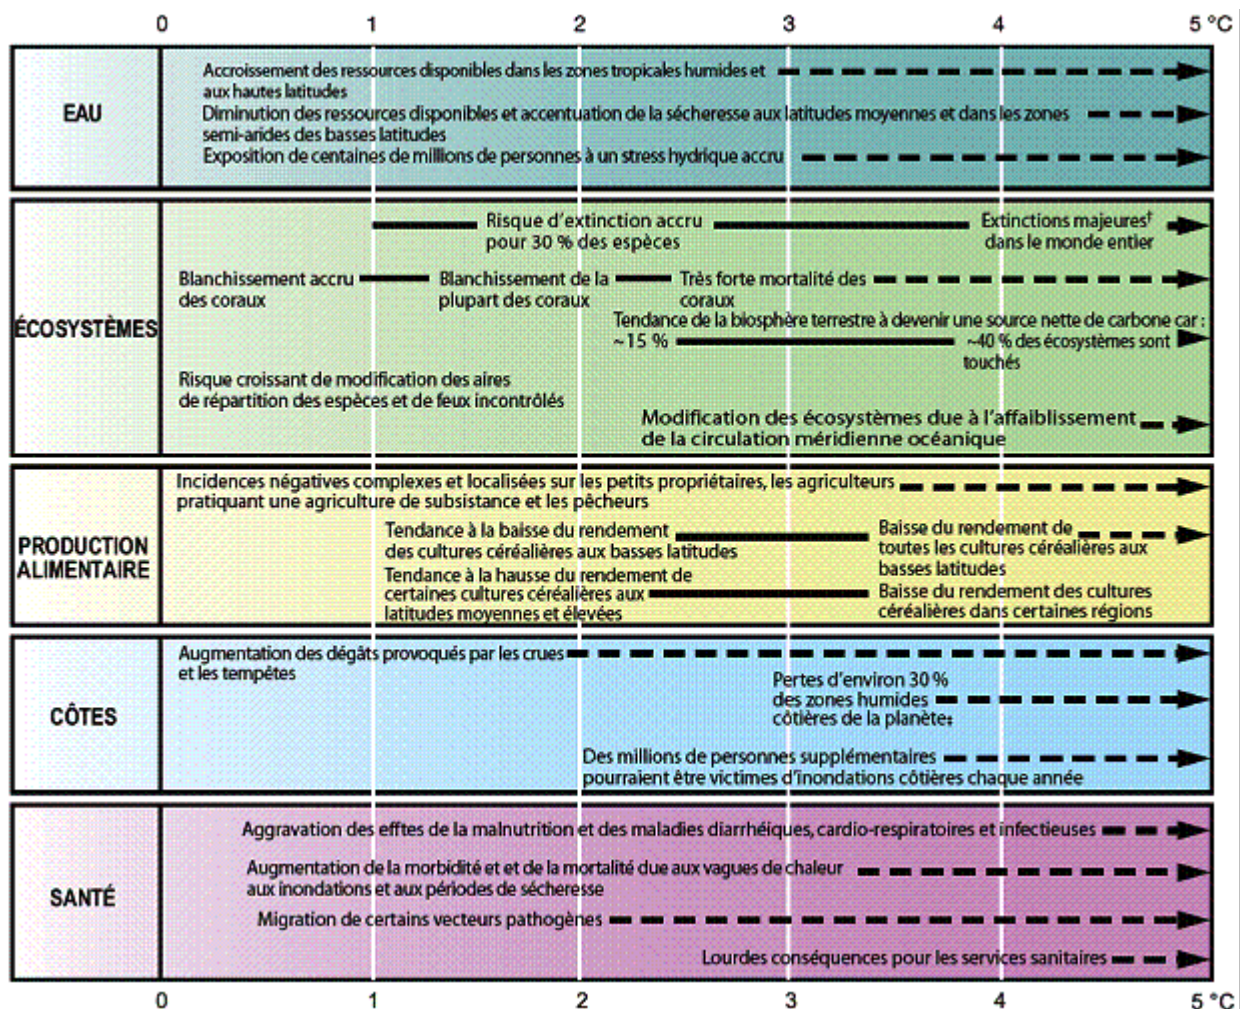 0 1 2 3 4 5 °C
EAU
Accroissement des ressources disponibles dans les zones tropicales humides et
aux hautes latitudes
Diminution des ressources disponibles et accentuation de la sécheresse aux latitudes moyennes et dans les zones
semi-arides des basses latitudes
Exposition de centaines de milllions de personnes à un stress hydrique accru
ÉCOSYSTÈMES
Risque d'extinction accru
pour 30 % des espèces
Extinctions majeures†
dans le monde entier
Blanchissement accru
des coraux
Blanchissement de la
plupart des coraux
Très forte mortalité des
coraux
Tendance de la biosphère terrestre à devenir une source nette de carbone car :
~15 %
~40 % des écosystèmes sont
touchés
Risque croissant de modification des aires
de répartition des espèces et de feux incontrôlés
Modification des écosystèmes due à l'affaiblissement
de la circulation méridienne océanique
PRODUCTION
ALIMENTAIRE
Incidences négatives complexes et localisées sur les petits propriétaires, les agriculteurs
pratiquant une agriculture de subsistance et les pêcheurs
Tendance à la baisse du rendement
des cultures céréalières aux basses latitudes
Baisse du rendement de
toutes les cultures céréalières aux
basses latitudes
Tendance à la hausse du rendement de
certaines cultures céréalières aux
latitudes moyennes et élevées
Baisse du rendement des cultures
céréalières dans certaines régions
CÔTES
Augmentation des dégâts provoqués par les crues
et les tempêtes
Pertes d'environ 30 %
des zones humides
côtières de la planète‡
Des millions de personnes supplémentaires
pourraient être victimes d'inondations côtières chaque année
SANTÉ
Aggravation des efftes de la malnutrition et des maladies diarrhéiques, cardio-respiratoires et infectieuses
Augmentation de la morbidité et et de la mortalité due aux vagues de chaleur
aux inondations et aux périodes de sécheresse
Migration de certains vecteurs pathogènes
Lourdes conséquences pour les services sanitaires
0 1 2 3 4 5 °C